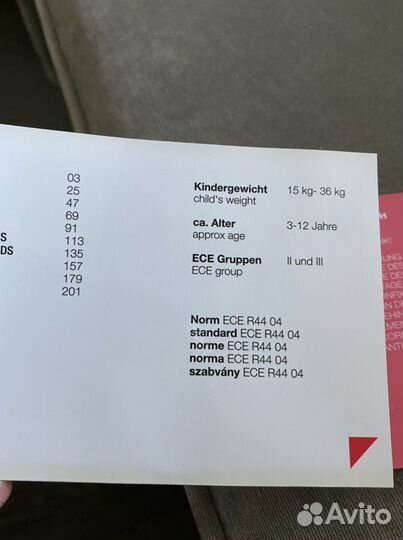 03
25
47
69
91
113
135
157
179
201
Kindergewicht 15 kg- 36 kg
child's weight
ca. Alter 3-12 Jahre
approx age
ECE Gruppen II und III
ECE group
Norm ECE R44 04
standard ECE R44 04
norme ECE R44 04
norma ECE R44 04
szabvány ECE R44 04
Avito